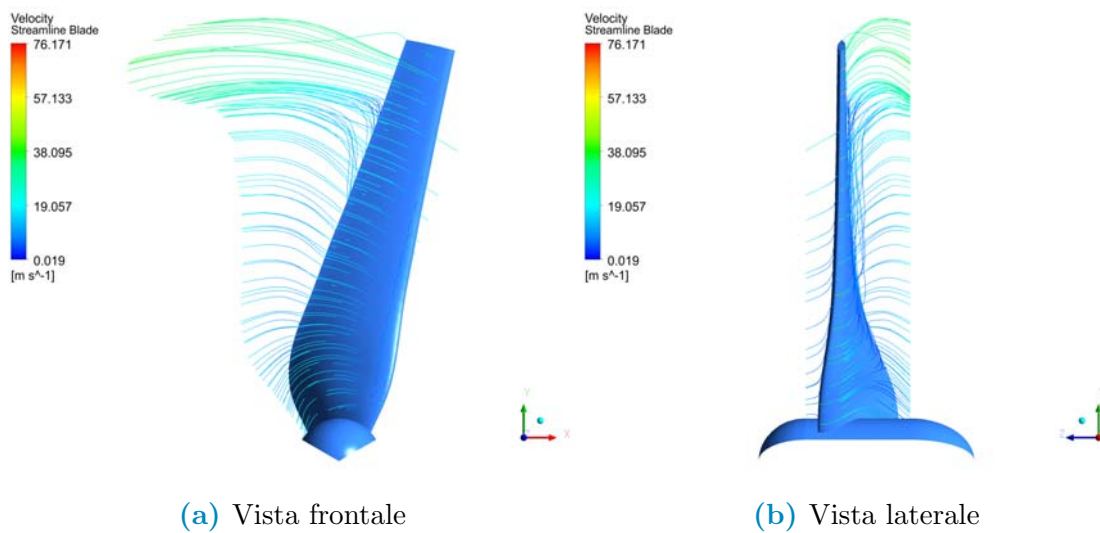 Velocity
Streamline Blade
76.171
57.133
38.095
19.057
0.019
[m s^-1]
Y
X
(a) Vista frontale
Velocity
Streamline Blade
76.171
57.133
38.095
19.057
0.019
[m s^-1]
Z
(b) Vista laterale